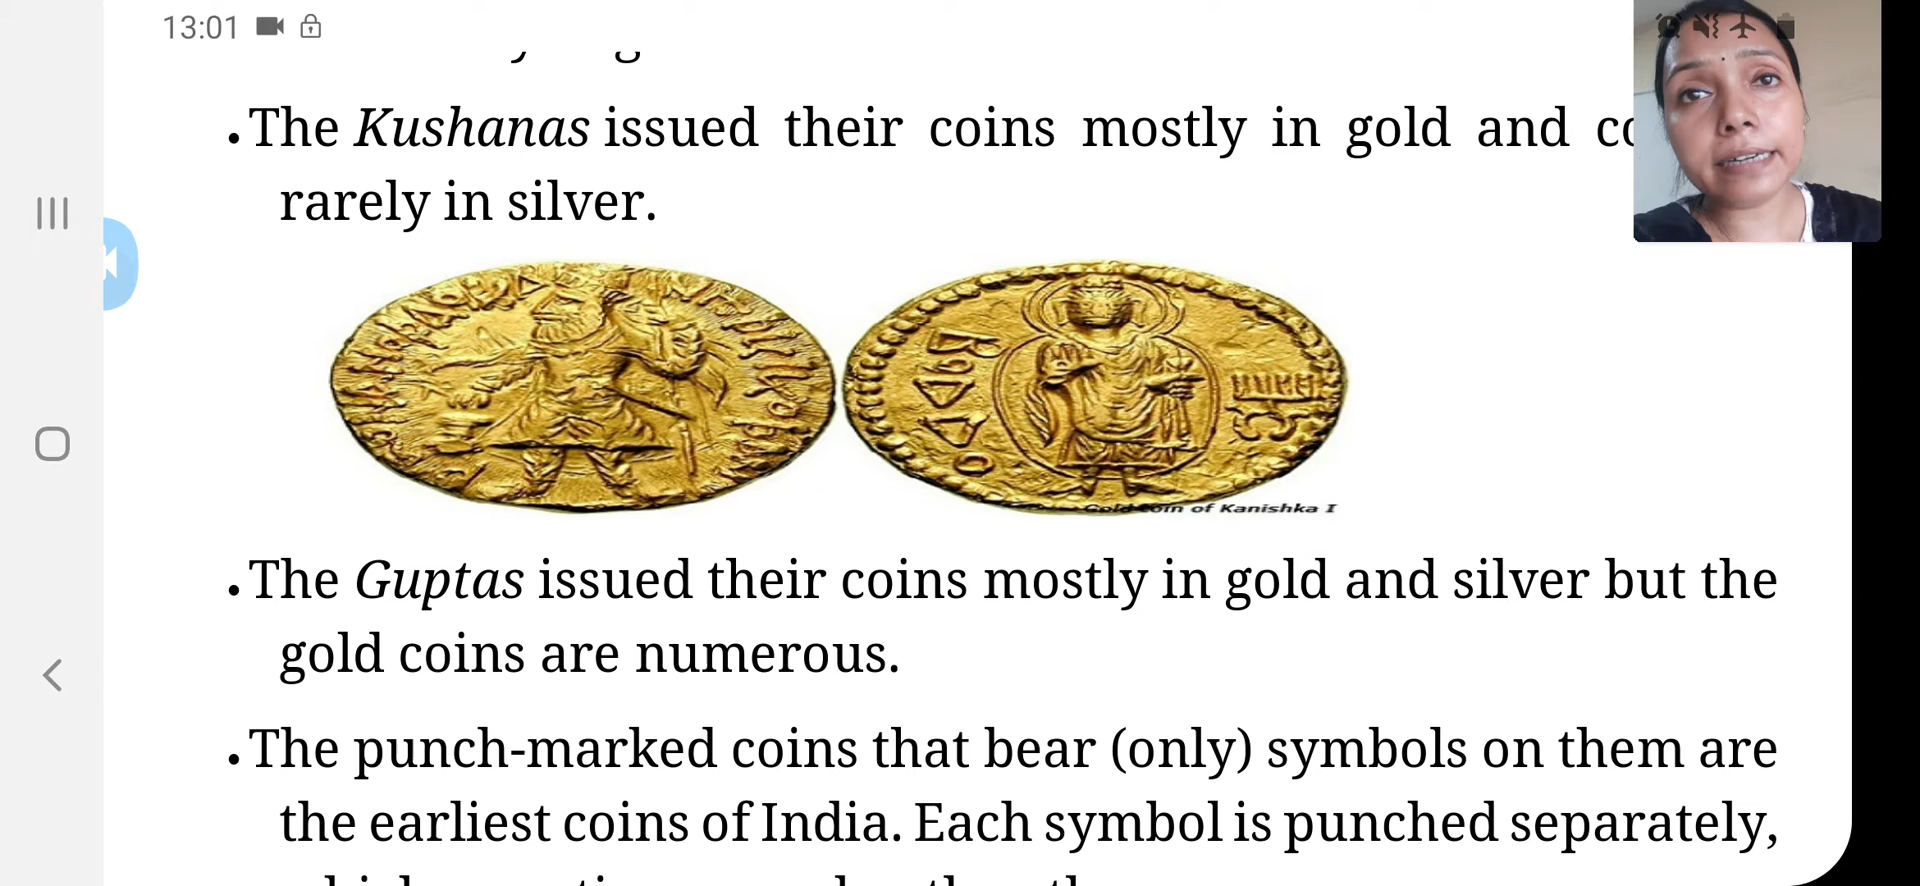 13:01
• The Kushanas issued their coins mostly in gold and
rarely in silver.
Gold Coin of Kanishka I
• The Guptas issued their coins mostly in gold and silver but the
gold coins are numerous.
• The punch-marked coins that bear (only) symbols on them are
the earliest coins of India. Each symbol is punched separately,